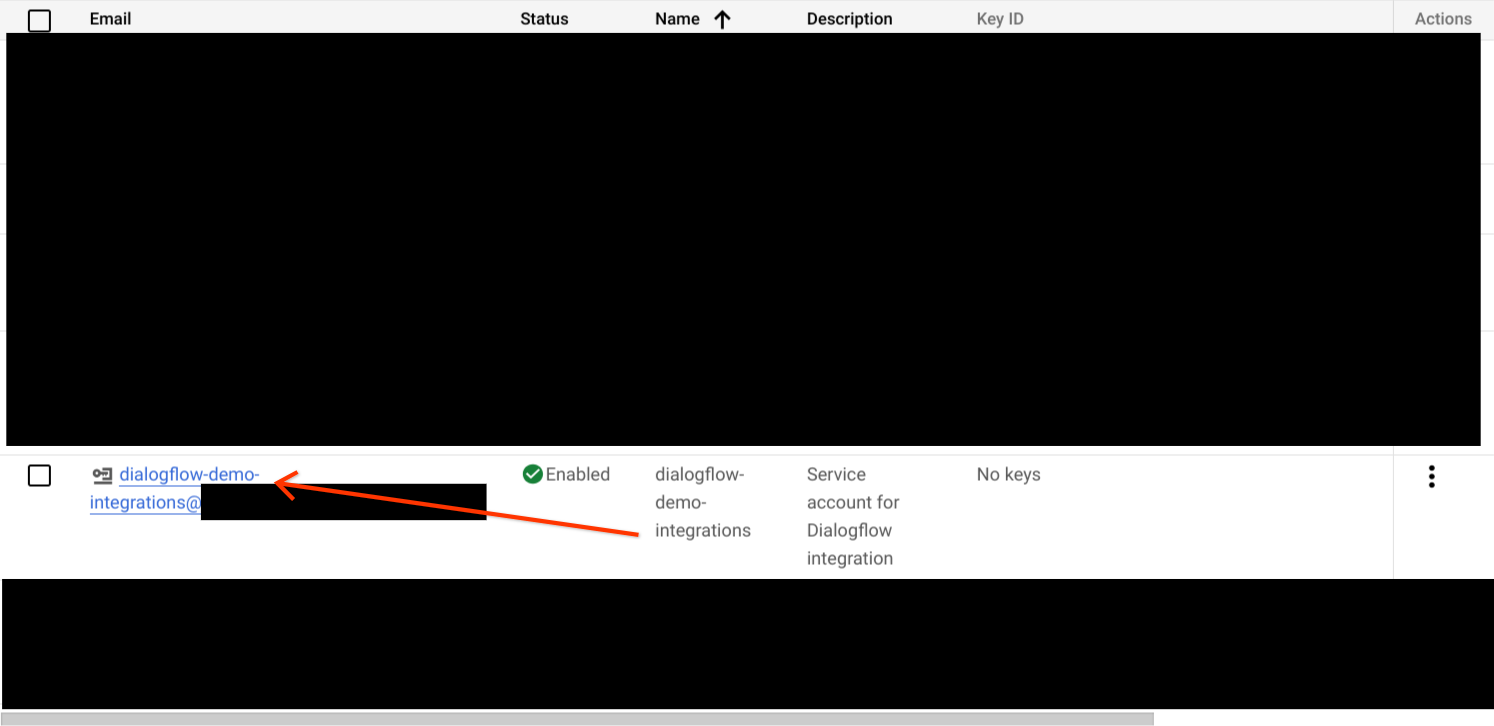 Email Status Name Description Key ID Actions
dialogflow-demo- Enabled dialogflow- Service No keys
integrations@ demo- account for
integrations Dialogflow
integration